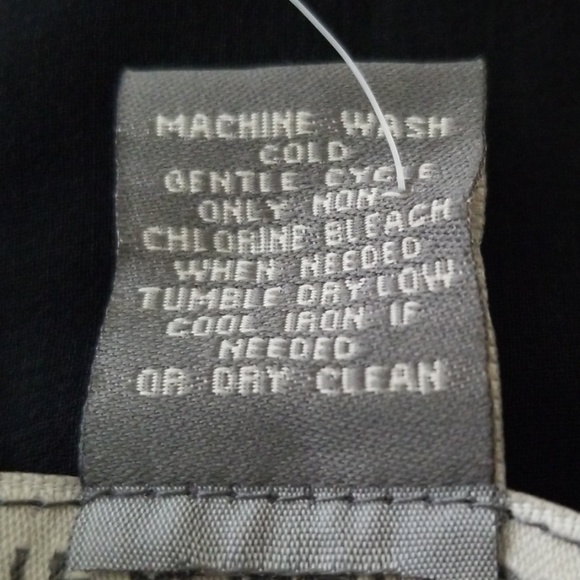 MACHINE WASH
COLD
GENTLE CYCLE
ONLY NON-
CHLORINE BLEACH
WHEN NEEDED
TUMBLE DRY LOW
COOL IRON IF
NEEDED
OR DRY CLEAN